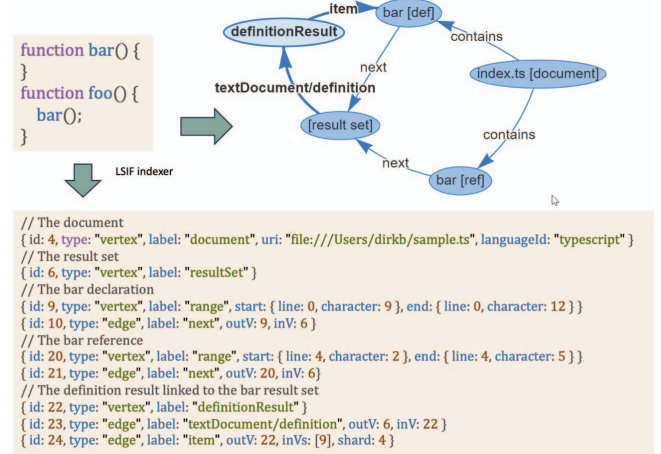 item
bar [def]
definitionResult
contains
function bar() {
}
function foo() {
bar();
}
next
index.ts [document]
textDocument/definition
[result set]
contains
next
LSIF indexer
bar [ref]
// The document
{ id: 4, type: "vertex", label: "document", uri: "file:///Users/dirkb/sample.ts", languageId: "typescript" }
// The result set
{ id: 6, type: "vertex", label: "resultSet" }
// The bar declaration
{ id: 9, type: "vertex", label: "range", start: { line: 0, character: 9 }, end: { line: 0, character: 12 } }
{ id: 10, type: "edge", label: "next", outV: 9, inV: 6 }
// The bar reference
{ id: 20, type: "vertex", label: "range", start: { line: 4, character: 2 }, end: { line: 4, character: 5 } }
{ id: 21, type: "edge", label: "next", outV: 20, inV: 6}
// The definition result linked to the bar result set
{ id: 22, type: "vertex", label: "definitionResult" }
{ id: 23, type: "edge", label: "textDocument/definition", outV: 6, inV: 22 }
{ id: 24, type: "edge", label: "item", outV: 22, inVs: [9], shard: 4 }